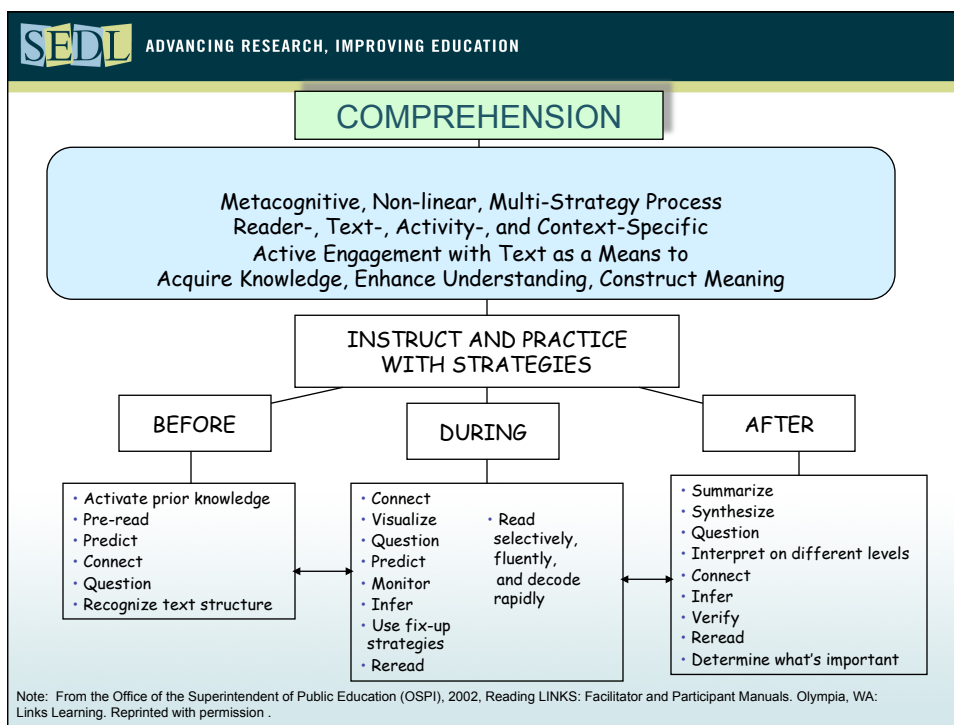 SEDL ADVANCING RESEARCH, IMPROVING EDUCATION
COMPREHENSION
Metacognitive, Non-linear, Multi-Strategy Process
Reader-, Text-, Activity-, and Context-Specific
Active Engagement with Text as a Means to
Acquire Knowledge, Enhance Understanding, Construct Meaning
INSTRUCT AND PRACTICE
WITH STRATEGIES
BEFORE
• Activate prior knowledge
• Pre-read
• Predict
• Connect
• Question
• Recognize text structure
DURING
• Connect
• Visualize
• Question
• Predict
• Monitor
• Infer
• Use fix-up
strategies
• Reread
• Read
selectively,
fluently,
and decode
rapidly
AFTER
• Summarize
• Synthesize
• Question
• Interpret on different levels
• Connect
• Infer
• Verify
• Reread
• Determine what's important
Note: From the Office of the Superintendent of Public Education (OSPI), 2002, Reading LINKS: Facilitator and Participant Manuals. Olympia, WA:
Links Learning. Reprinted with permission .